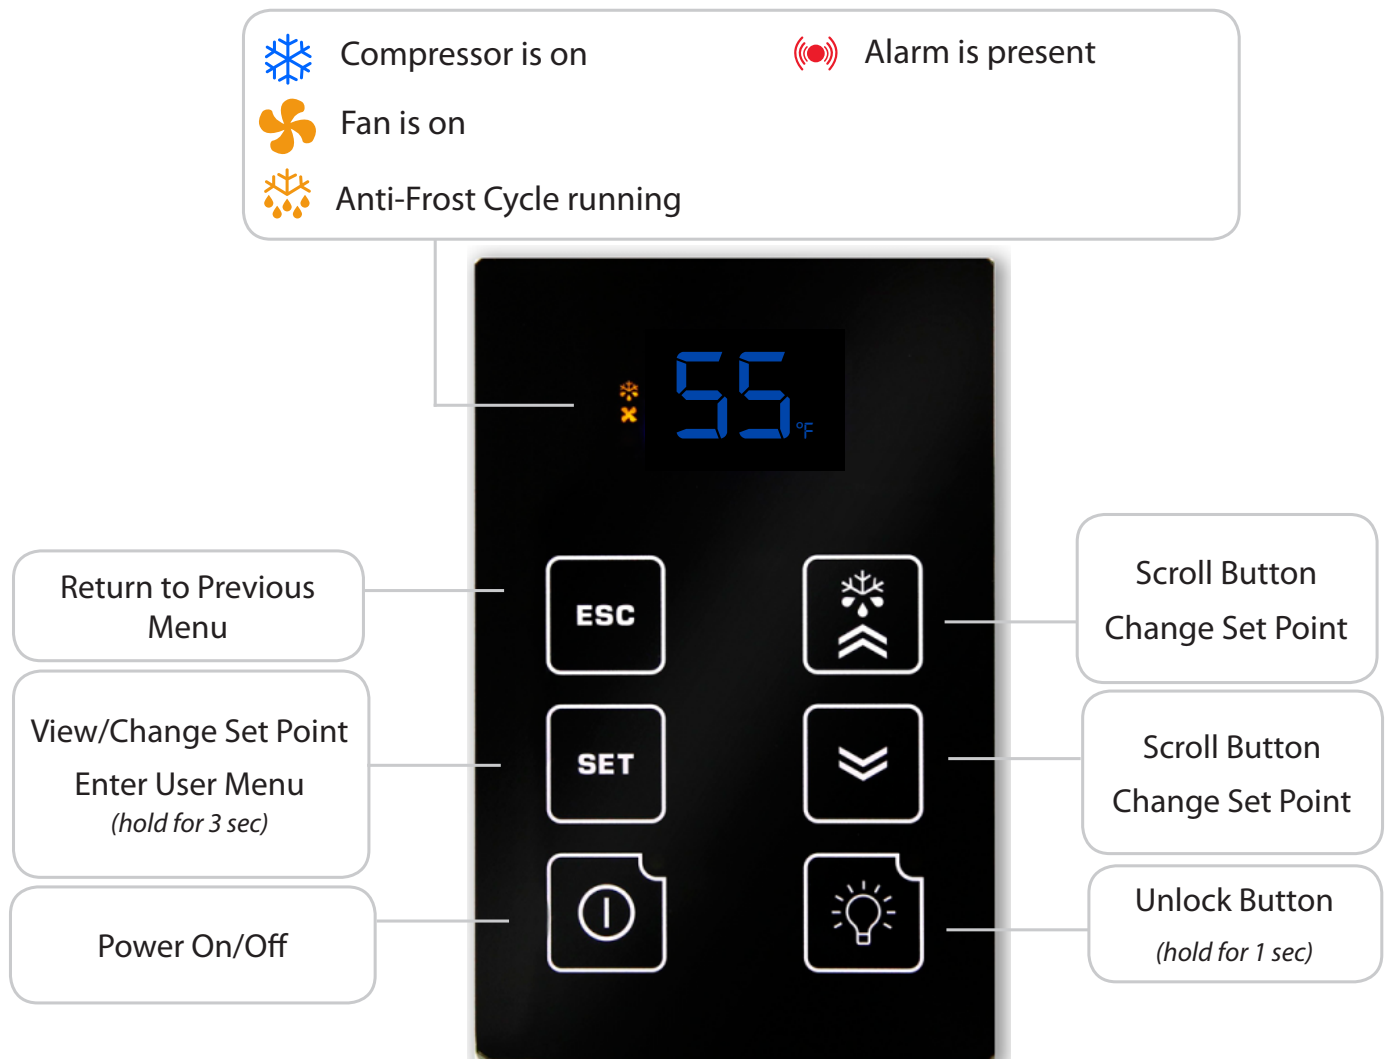 Compressor is on
Alarm is present
Fan is on
Anti-Frost Cycle running
55 °F
Return to Previous
Menu
ESC
Scroll Button
Change Set Point
View/Change Set Point
Enter User Menu
(hold for 3 sec)
SET
Scroll Button
Change Set Point
Power On/Off
Unlock Button
(hold for 1 sec)